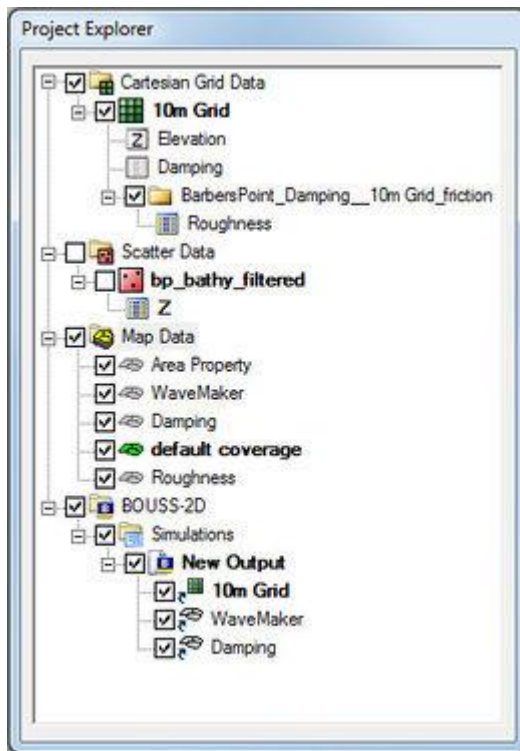 Project Explorer
Cartesian Grid Data
10m Grid
Z Elevation
Damping
BarbersPoint_Damping__10m Grid_friction
Roughness
Scatter Data
bp_bathy_filtered
Z
Map Data
Area Property
WaveMaker
Damping
default coverage
Roughness
BOUSS-2D
Simulations
New Output
10m Grid
WaveMaker
Damping